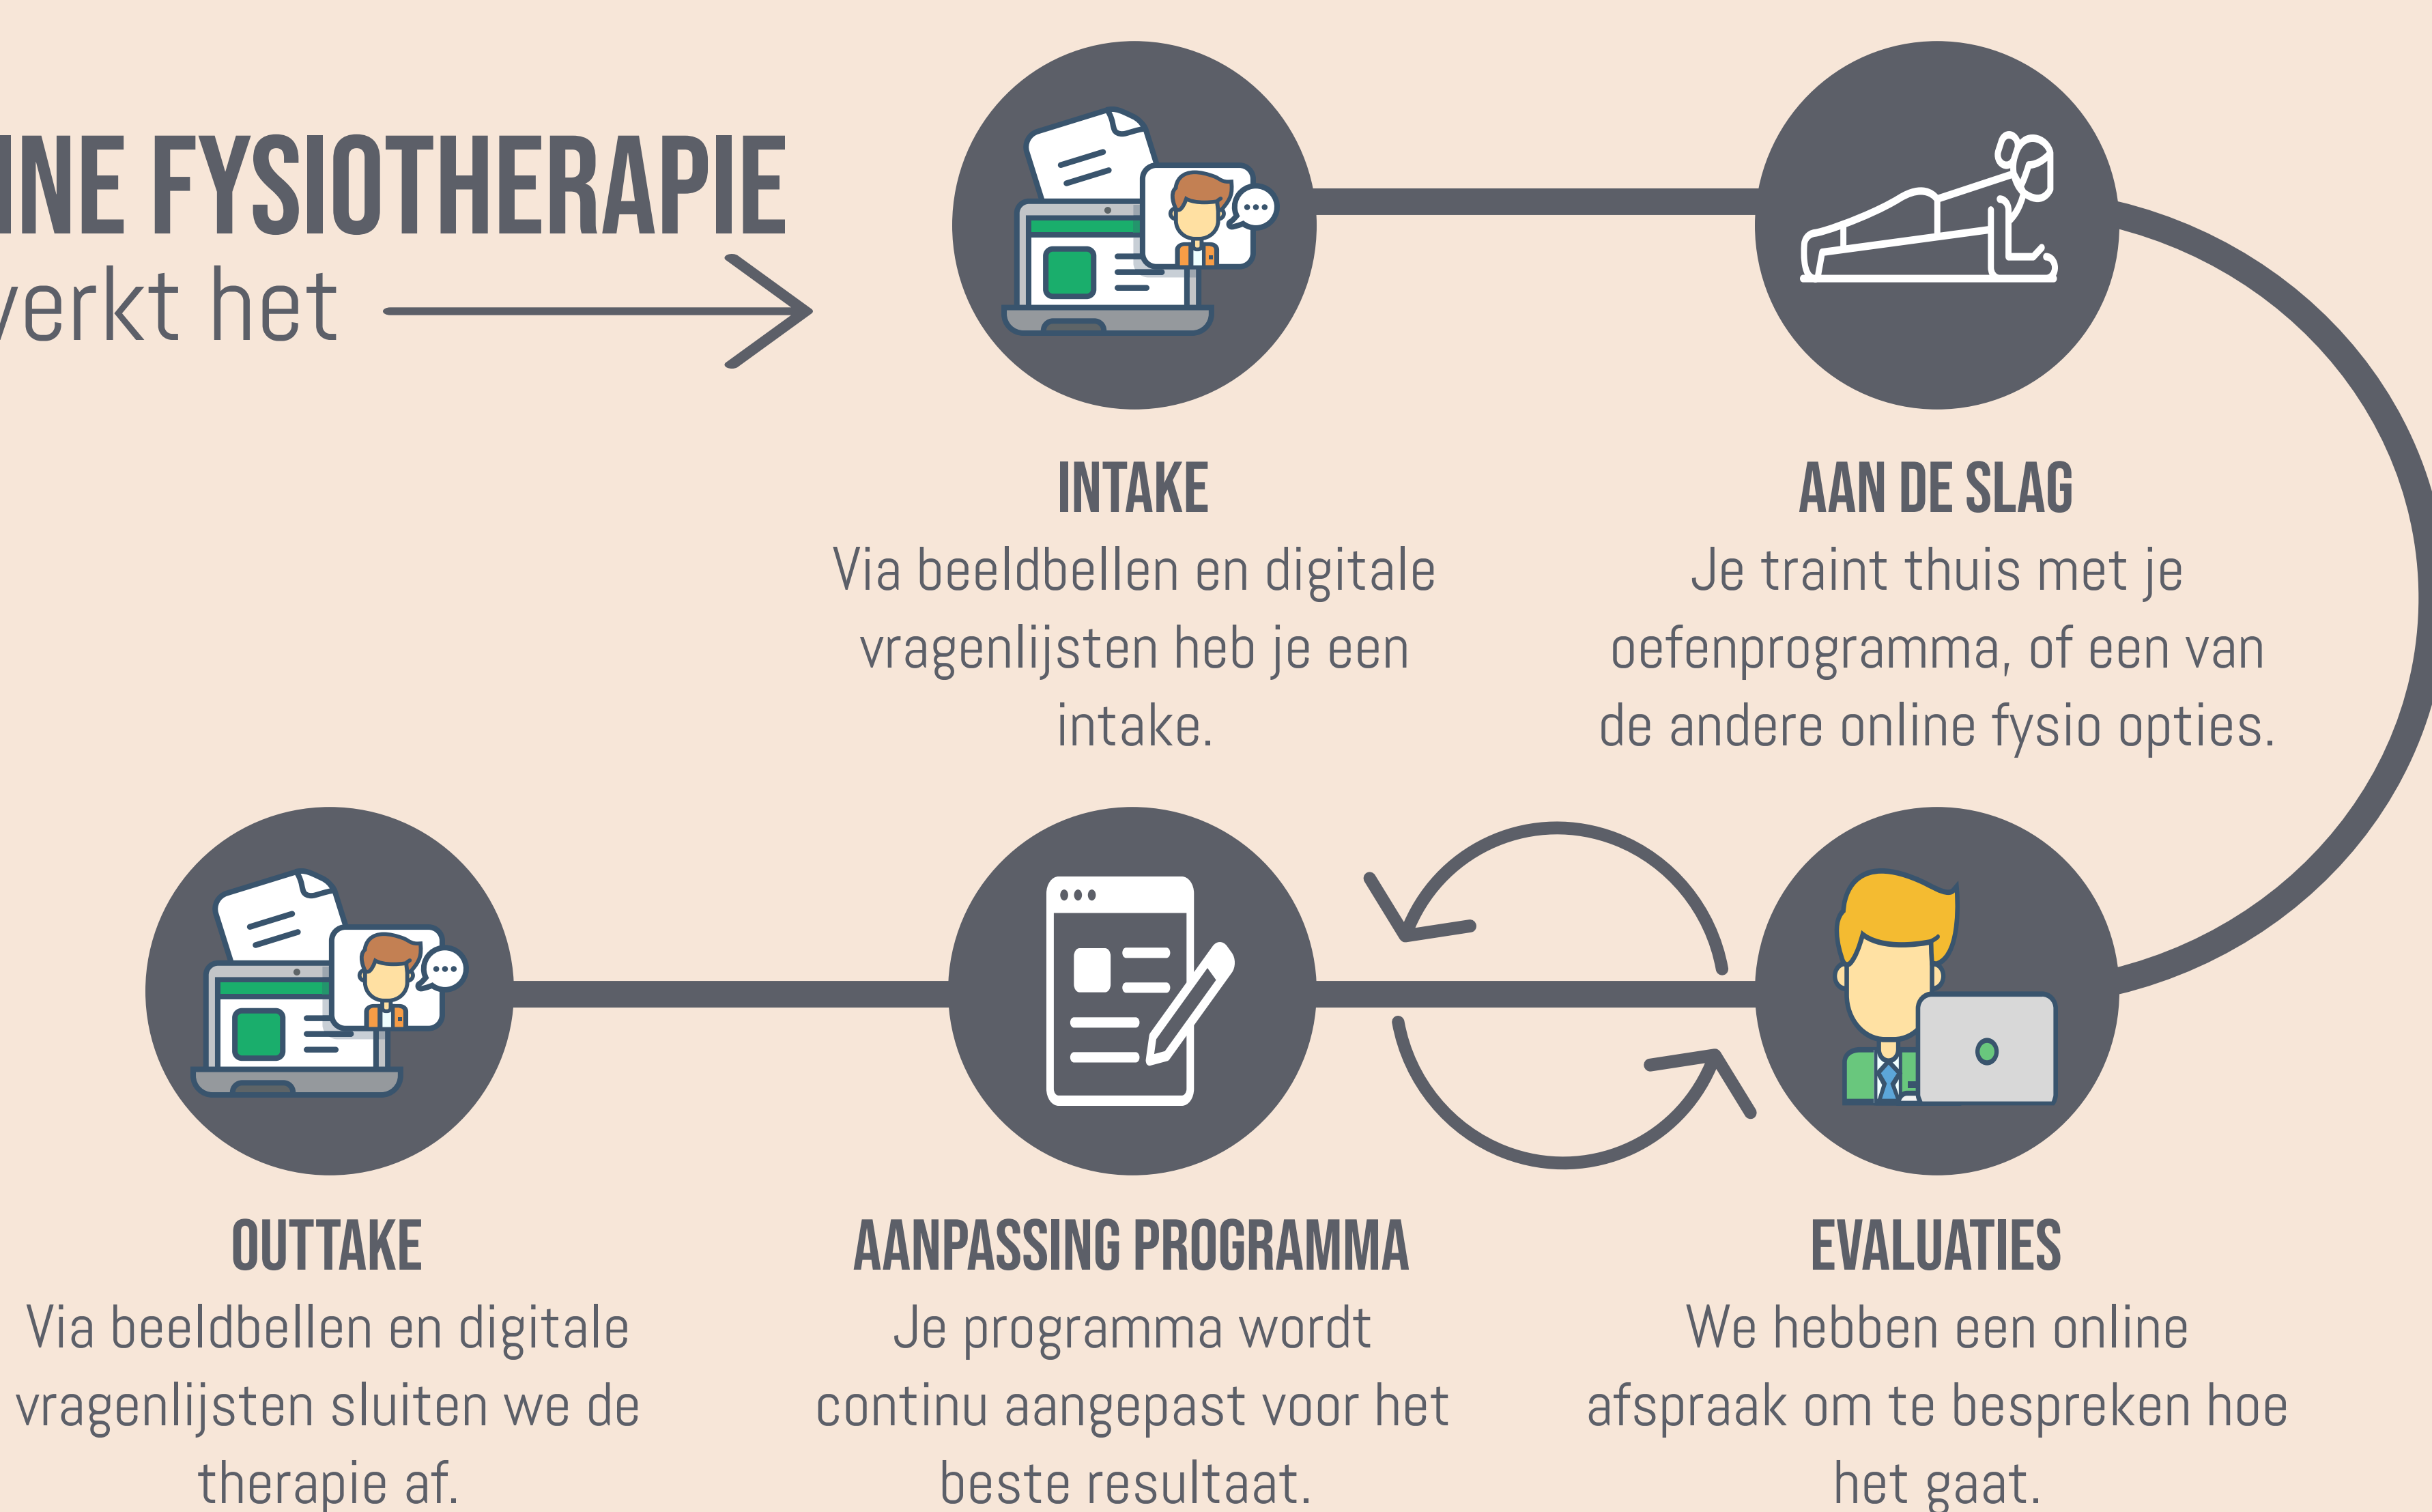 INE FYSIOTHERAPIE
werkt het
INTAKE
Via beeldbellen en digitale
vragenlijsten heb je een
intake.
AAN DE SLAG
Je traint thuis met je
oefenprogramma, of een van
de andere online fysio opties.
OUTTAKE
Via beeldbellen en digitale
vragenlijsten sluiten we de
therapie af.
AANPASSING PROGRAMMA
Je programma wordt
continu aangepast voor het
beste resultaat.
EVALUATIES
We hebben een online
afspraak om te bespreken hoe
het gaat.